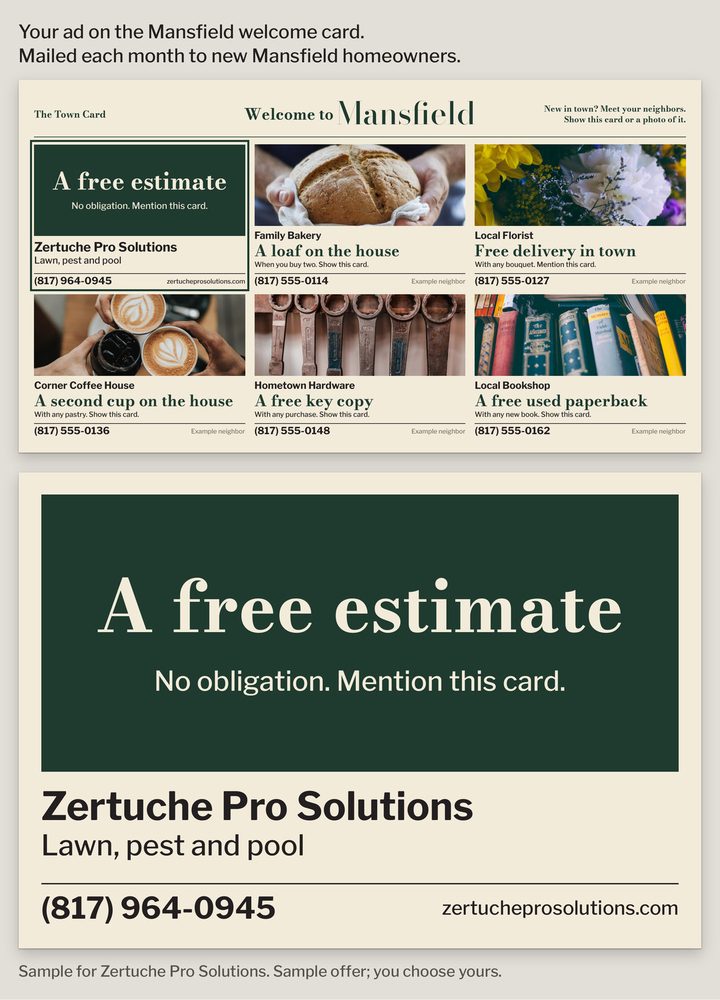 Your ad on the Mansfield welcome card.
Mailed each month to new Mansfield homeowners.
The Town Card
Welcome to Mansfield
New in town? Meet your neighbors.
Show this card or a photo of it.
A free estimate
No obligation. Mention this card.
Zertuche Pro Solutions
Lawn, pest and pool
(817) 964-0945
zertucheprosolutions.com
Family Bakery
A loaf on the house
When you buy two. Show this card.
(817) 555-0114
Example neighbor
Local Florist
Free delivery in town
With any bouquet. Mention this card.
(817) 555-0127
Example neighbor
Corner Coffee House
A second cup on the house
With any pastry. Show this card.
(817) 555-0136
Example neighbor
Hometown Hardware
A free key copy
With any purchase. Show this card.
(817) 555-0148
Example neighbor
Local Bookshop
A free used paperback
With any new book. Show this card.
(817) 555-0162
Example neighbor
A free estimate
No obligation. Mention this card.
Zertuche Pro Solutions
Lawn, pest and pool
(817) 964-0945
zertucheprosolutions.com
Sample for Zertuche Pro Solutions. Sample offer; you choose yours.